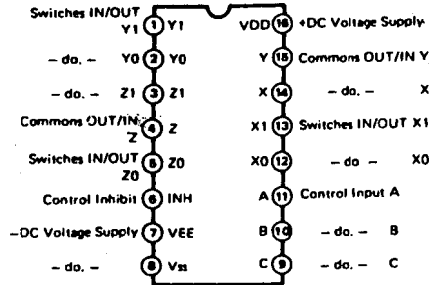 Switches IN/OUT Y1 1 Y1 VDD 16 +DC Voltage Supply
- do. - Y0 2 Y0 Y 15 Commons OUT/IN Y
- do. - Z1 3 Z1 X 14 - do. - X
Commons OUT/IN Z 4 Z X1 13 Switches IN/OUT X1
Switches IN/OUT Z0 5 Z0 X0 12 - do - X0
Control Inhibit 6 INH A 11 Control Input A
-DC Voltage Supply 7 VEE B 10 - do. - B
- do. - 8 Vss C 9 - do. - C